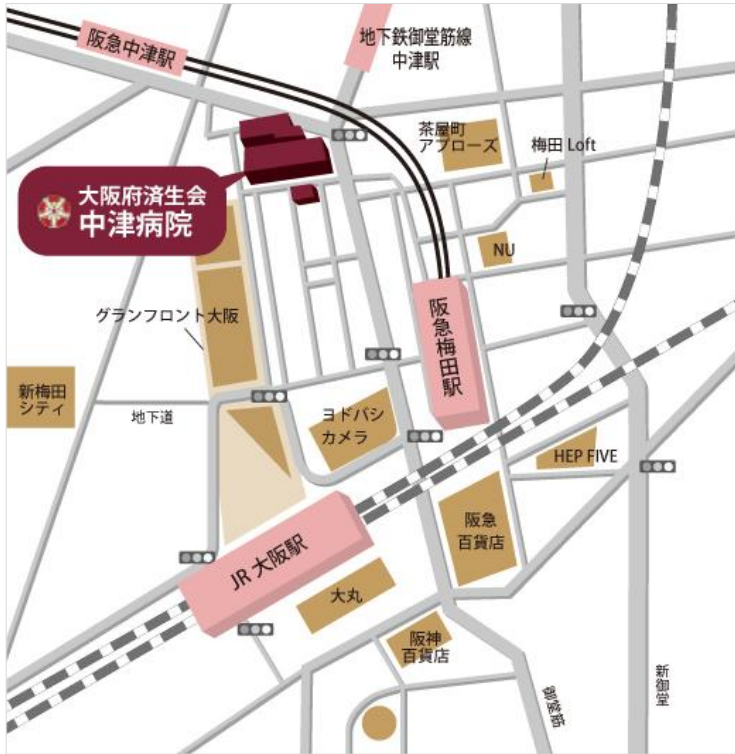 阪急中津駅
地下鉄御堂筋線
中津駅
茶屋町
アプローズ
梅田 Loft
大阪府済生会
中津病院
NU
グランフロント大阪
阪急梅田駅
新梅田
シティ
地下道
ヨドバシ
カメラ
HEP FIVE
阪急
百貨店
JR 大阪駅
大丸
阪神
百貨店
御堂筋
新御堂